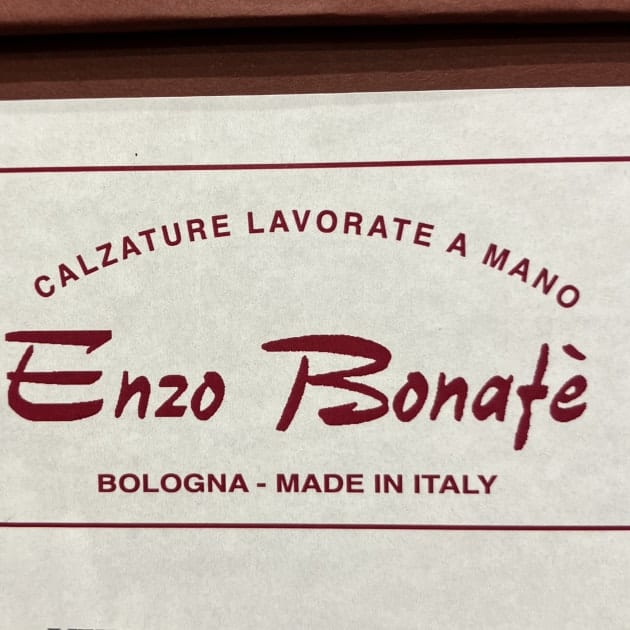 CALZATURE LAVORATE A MANO
Enzo Bonafè
BOLOGNA - MADE IN ITALY